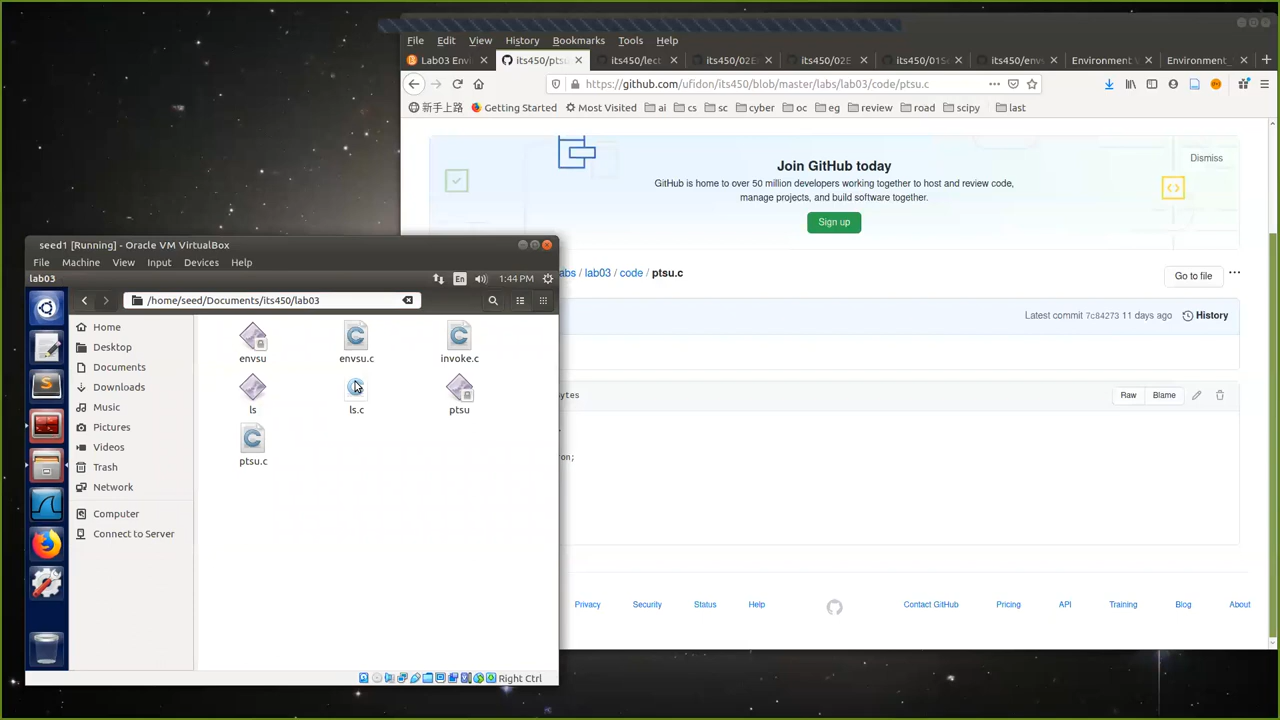 File Edit View History Bookmarks Tools Help
Lab03 Envi
its450/ptsu
its450/lect
its450/02E
its450/02E
its450/01S
its450/env
Environment V
Environment_
https://github.com/ufidon/its450/blob/master/labs/lab03/code/ptsu.c
新手上路 Getting Started Most Visited ai cs sc cyber oc eg review road scipy last
Join GitHub today
Dismiss
GitHub is home to over 50 million developers working together to host and review code,
manage projects, and build software together.
Sign up
abs / lab03 / code / ptsu.c
Go to file
Latest commit 7c84273 11 days ago
History
ytes
Raw
Blame
on;
Privacy Security Status Help Contact GitHub Pricing API Training Blog About
seed1 [Running] - Oracle VM VirtualBox
File Machine View Input Devices Help
lab03
En
1:44 PM
/home/seed/Documents/its450/lab03
Home
Desktop
Documents
Downloads
Music
Pictures
Videos
Trash
Network
Computer
Connect to Server
envsu
envsu.c
invoke.c
ls
ls.c
ptsu
ptsu.c
Right Ctrl